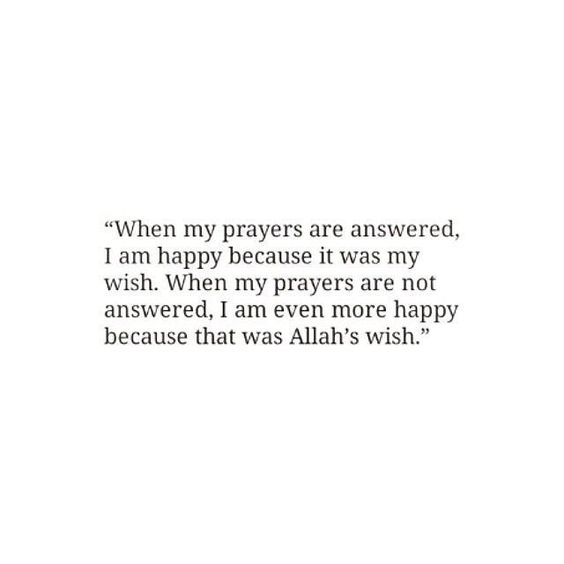 “When my prayers are answered,
I am happy because it was my
wish. When my prayers are not
answered, I am even more happy
because that was Allah’s wish.”